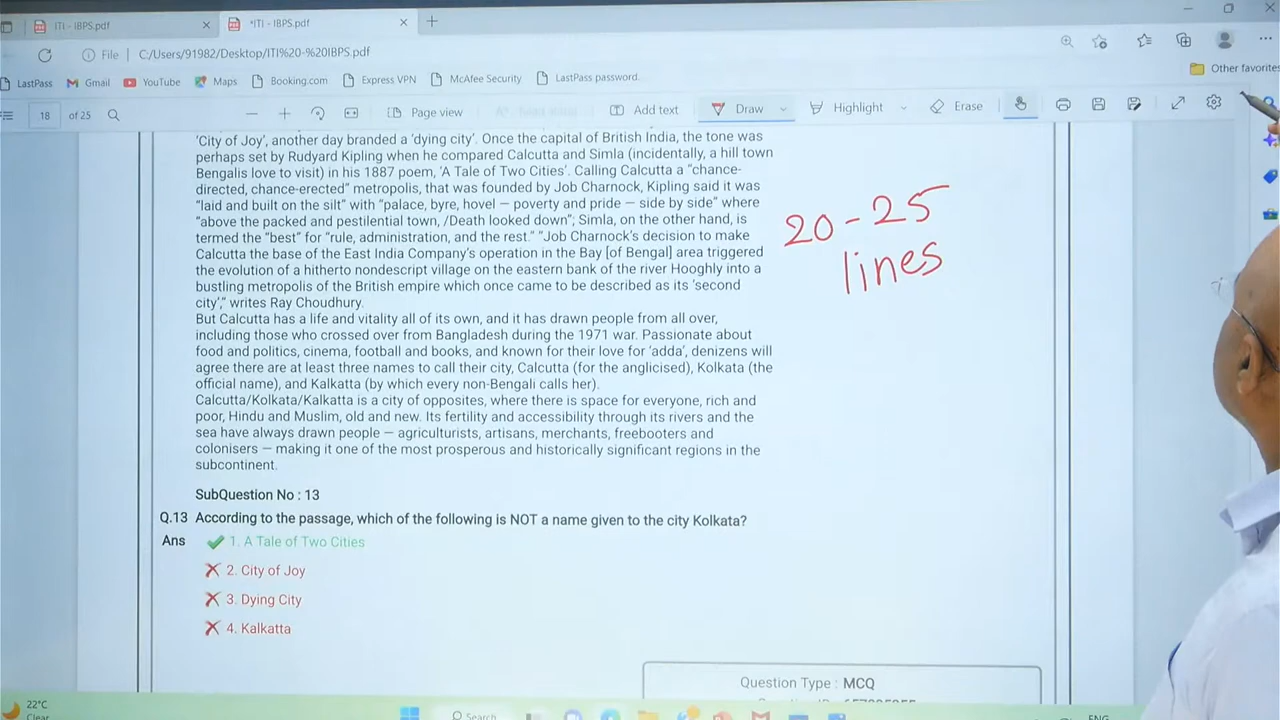 ITI - IBPS.pdf
*ITI - IBPS.pdf
File
C:/Users/91982/Desktop/ITI%20-%20IBPS.pdf
LastPass
Gmail
YouTube
Maps
Booking.com
Express VPN
McAfee Security
LastPass password.
Other favorites
18 of 25
Page view
Add text
Draw
Highlight
Erase
'City of Joy', another day branded a 'dying city'. Once the capital of British India, the tone was
perhaps set by Rudyard Kipling when he compared Calcutta and Simla (incidentally, a hill town
Bengalis love to visit) in his 1887 poem, 'A Tale of Two Cities'. Calling Calcutta a "chance-
directed, chance-erected" metropolis, that was founded by Job Charnock, Kipling said it was
"laid and built on the silt" with "palace, byre, hovel — poverty and pride — side by side" where
"above the packed and pestilential town, /Death looked down"; Simla, on the other hand, is
termed the "best" for "rule, administration, and the rest." "Job Charnock's decision to make
Calcutta the base of the East India Company's operation in the Bay [of Bengal] area triggered
the evolution of a hitherto nondescript village on the eastern bank of the river Hooghly into a
bustling metropolis of the British empire which once came to be described as its 'second
city'," writes Ray Choudhury.
But Calcutta has a life and vitality all of its own, and it has drawn people from all over,
including those who crossed over from Bangladesh during the 1971 war. Passionate about
food and politics, cinema, football and books, and known for their love for 'adda', denizens will
agree there are at least three names to call their city, Calcutta (for the anglicised), Kolkata (the
official name), and Kalkatta (by which every non-Bengali calls her).
Calcutta/Kolkata/Kalkatta is a city of opposites, where there is space for everyone, rich and
poor, Hindu and Muslim, old and new. Its fertility and accessibility through its rivers and the
sea have always drawn people — agriculturists, artisans, merchants, freebooters and
colonisers — making it one of the most prosperous and historically significant regions in the
subcontinent.
20-25
lines
SubQuestion No : 13
Q.13 According to the passage, which of the following is NOT a name given to the city Kolkata?
Ans 1. A Tale of Two Cities
2. City of Joy
3. Dying City
4. Kalkatta
Question Type : MCQ
22°C
Clear
Search
ENG